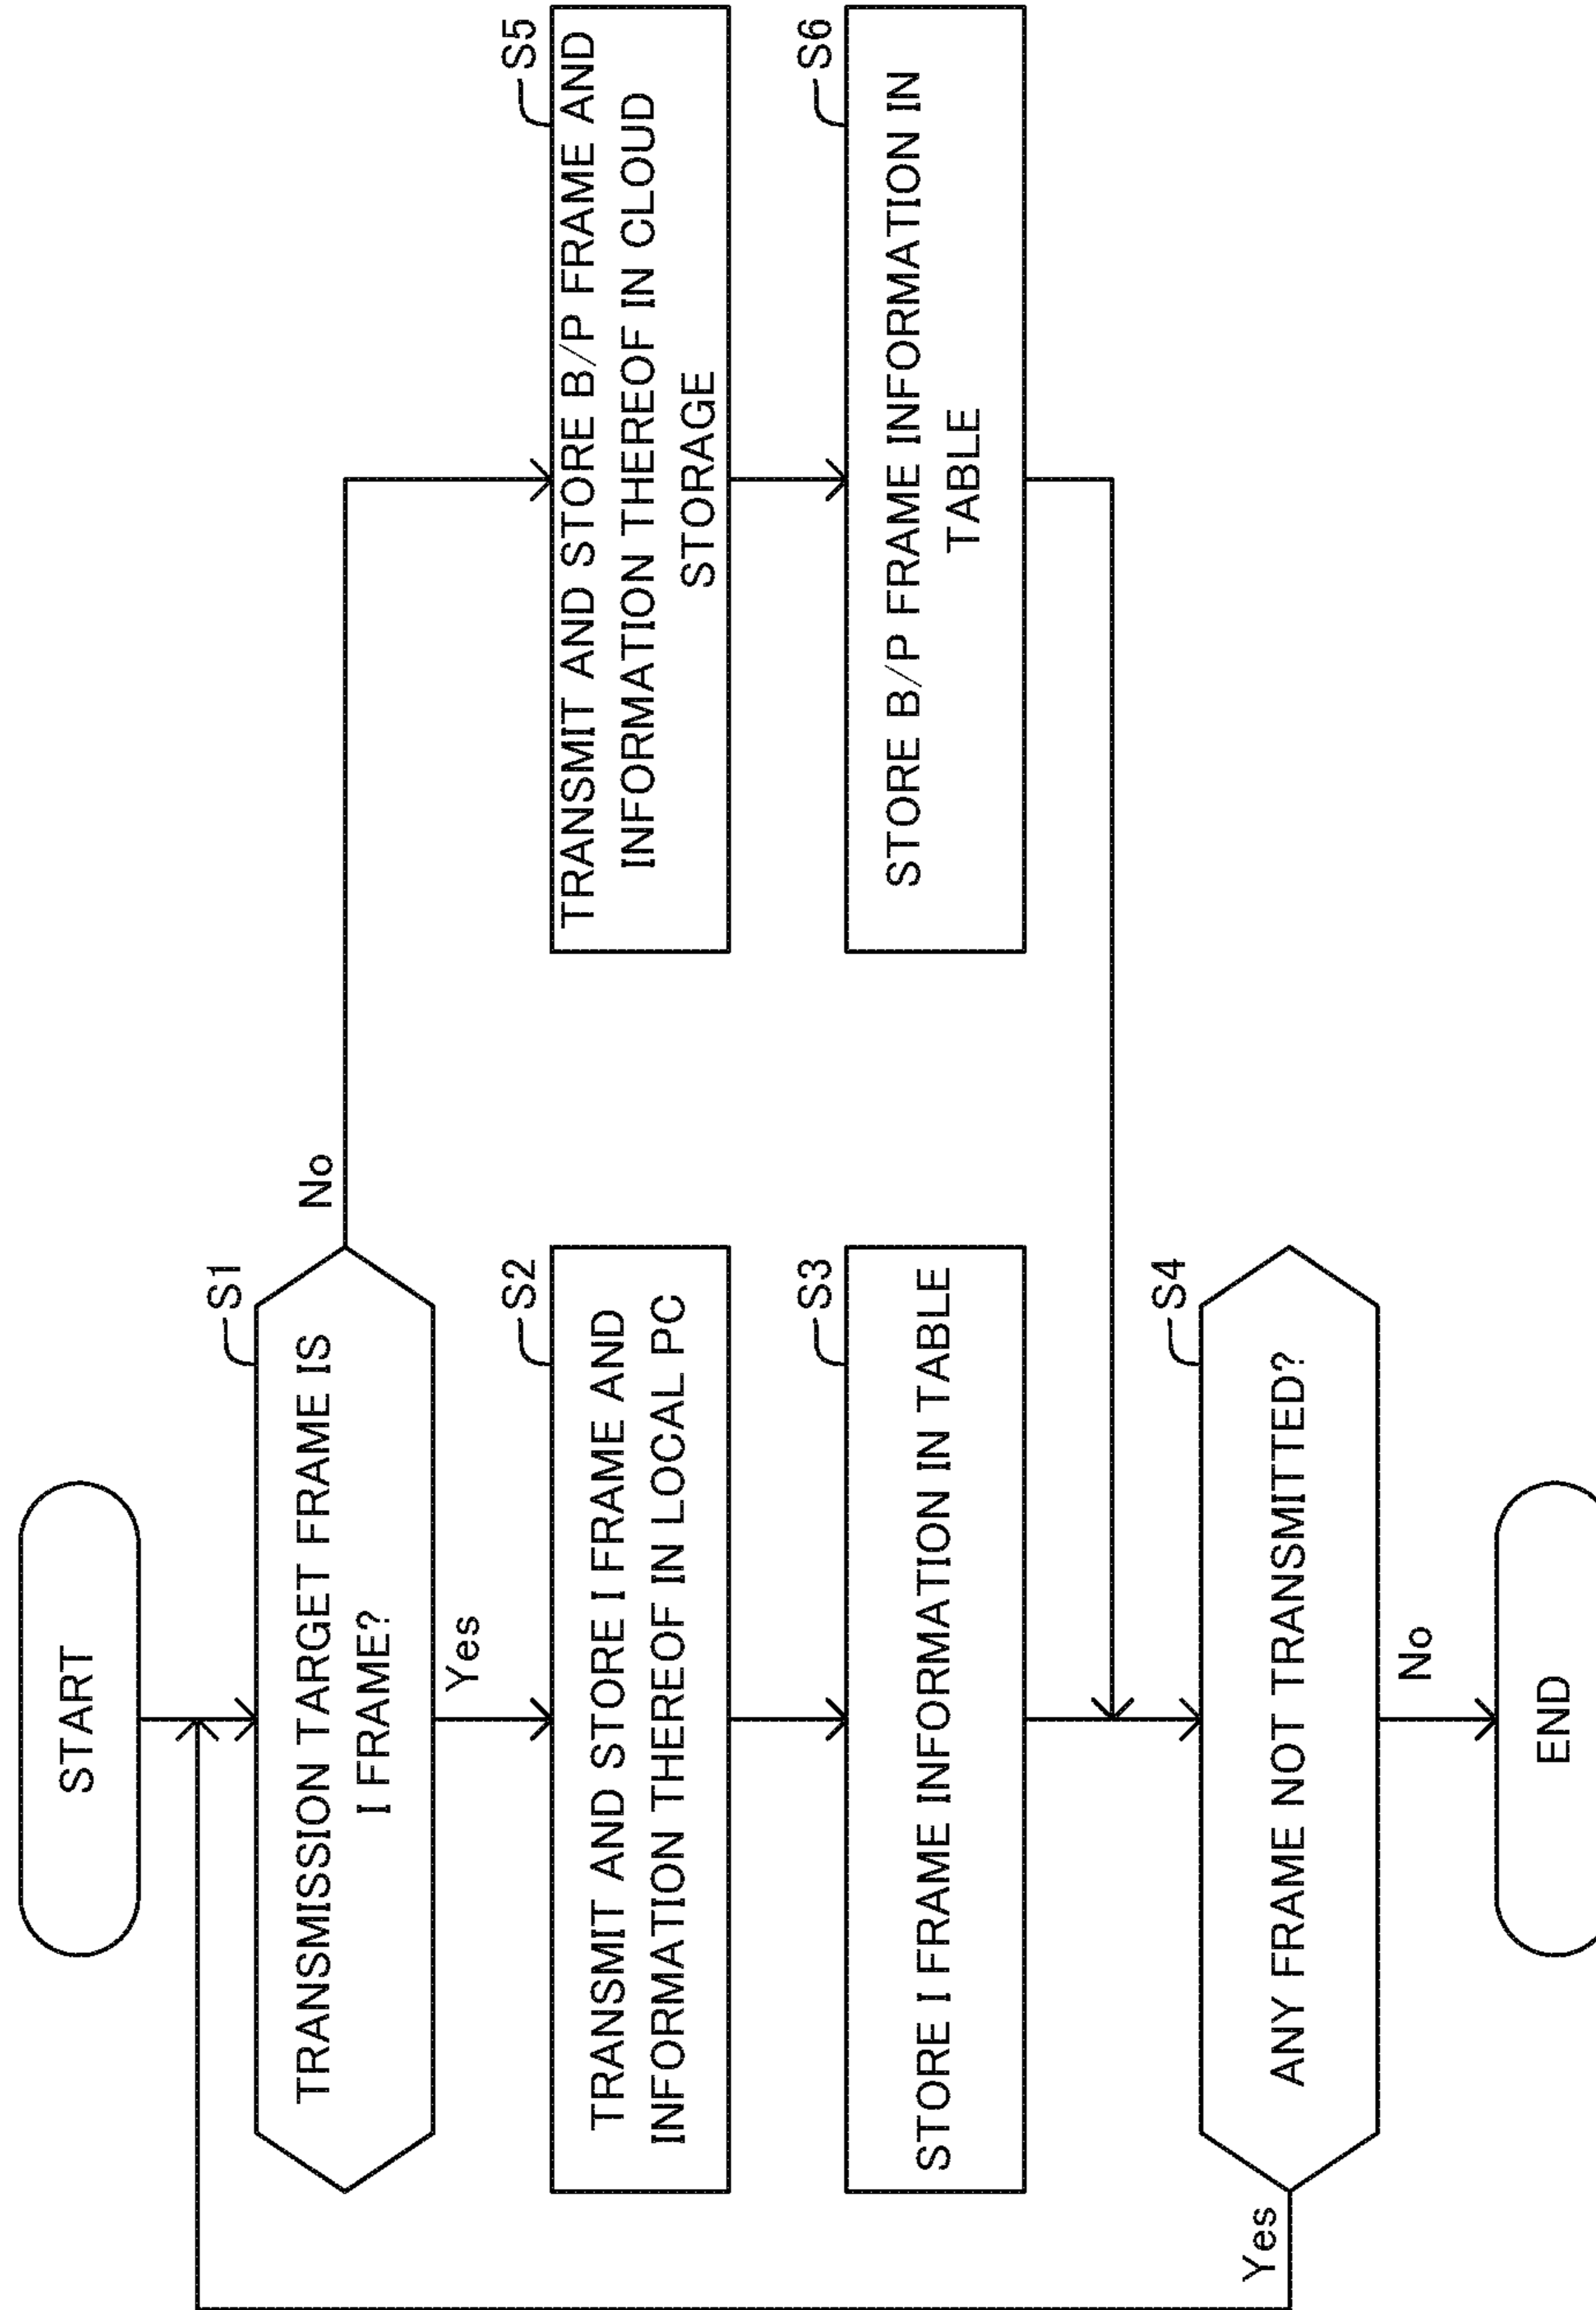 START
S1
TRANSMISSION TARGET FRAME IS
I FRAME?
No
Yes
S2
TRANSMIT AND STORE I FRAME AND
INFORMATION THEREOF IN LOCAL PC
S5
TRANSMIT AND STORE B/P FRAME AND
INFORMATION THEREOF IN CLOUD
STORAGE
S3
STORE I FRAME INFORMATION IN TABLE
S6
STORE B/P FRAME INFORMATION IN
TABLE
S4
ANY FRAME NOT TRANSMITTED?
Yes
No
END